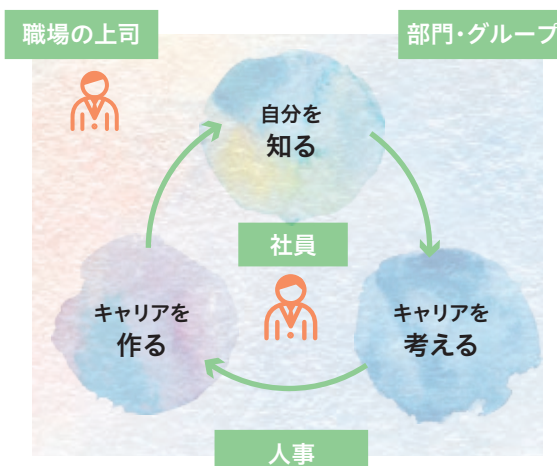 職場の上司
部門・グループ
自分を
知る
社員
キャリアを
作る
キャリアを
考える
人事